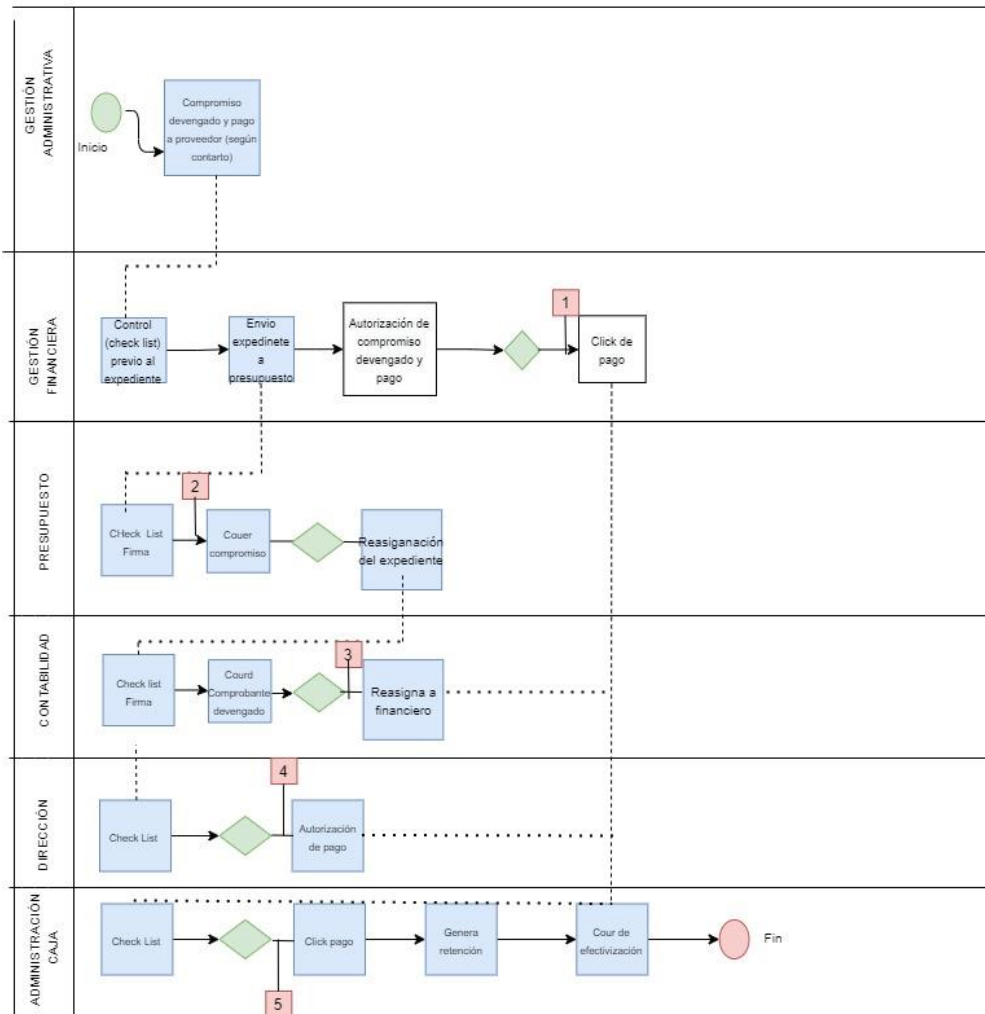 GESTIÓN
ADMINISTRATIVA
Inicio
Compromiso
devengado y pago
a proveedor (según
contarto)
GESTIÓN
FINANCIERA
Control
(check list)
previo al
expediente
Envio
expedinete
a
presupuesto
Autorización de
compromiso
devengado y
pago
1
Click de
pago
PRESUPUESTO
CHeck List
Firma
2
Couer
compromiso
Reasiganación
del expediente
CONTABILIDAD
Check list
Firma
Courd
Comprobante
devengado
3
Reasigna a
financiero
DIRECCIÓN
Check List
4
Autorización
de pago
ADMINISTRACIÓN
CAJA
Check List
5
Click pago
Genera
retención
Cour de
efectivización
Fin